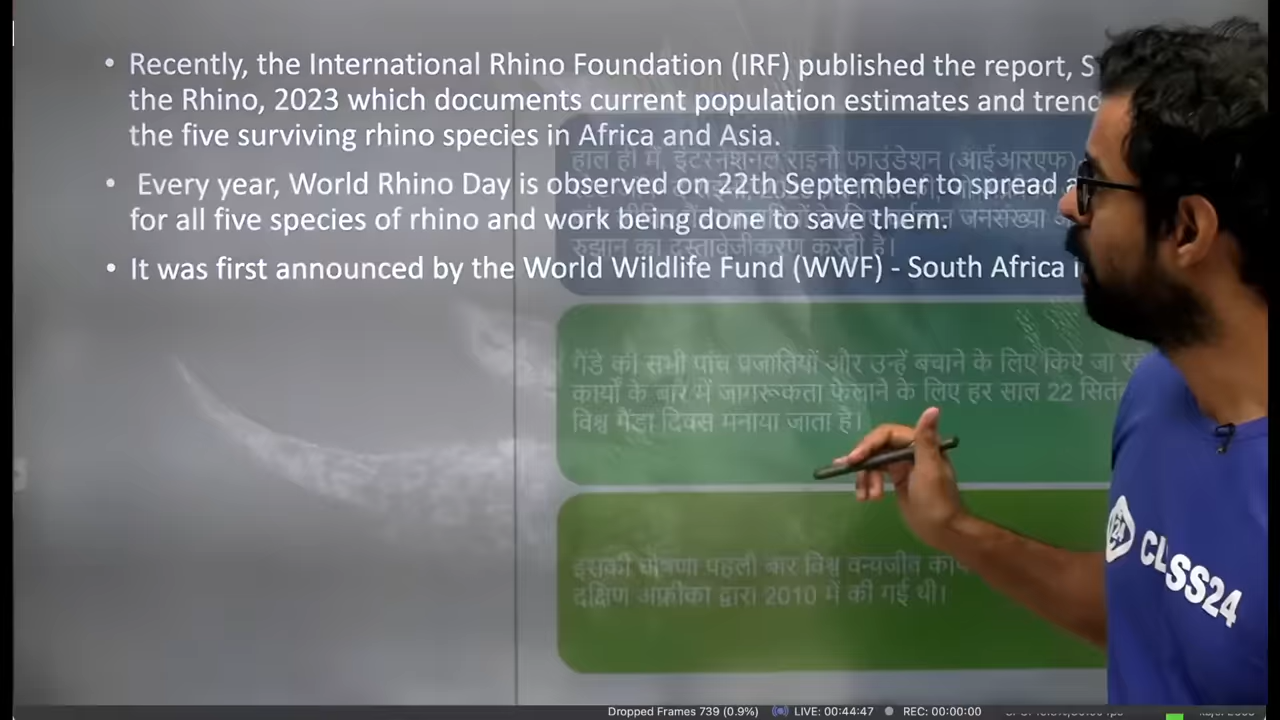 • Recently, the International Rhino Foundation (IRF) published the report, S
the Rhino, 2023 which documents current population estimates and trend
the five surviving rhino species in Africa and Asia.
• Every year, World Rhino Day is observed on 22th September to spread a
for all five species of rhino and work being done to save them.
• It was first announced by the World Wildlife Fund (WWF) - South Africa i
हाल ही में, इंटरनेशनल राइनो फाउंडेशन (आईआरएफ)
जनसंख्या
रुझान का दस्तावेजीकरण करती है।
गैंडे की सभी पांच प्रजातियों और उन्हें बचाने के लिए किए जा
कार्यों के बारे में जागरूकता फैलाने के लिए हर साल 22
विश्व गैंडा दिवस मनाया जाता है।
इसकी घोषणा पहली बार विश्व वन्यजीव
दक्षिण अफ्रीका द्वारा 2010 में की गई थी।
24 CLSS24
Dropped Frames 739 (0.9%) LIVE: 00:44:47 REC: 00:00:00